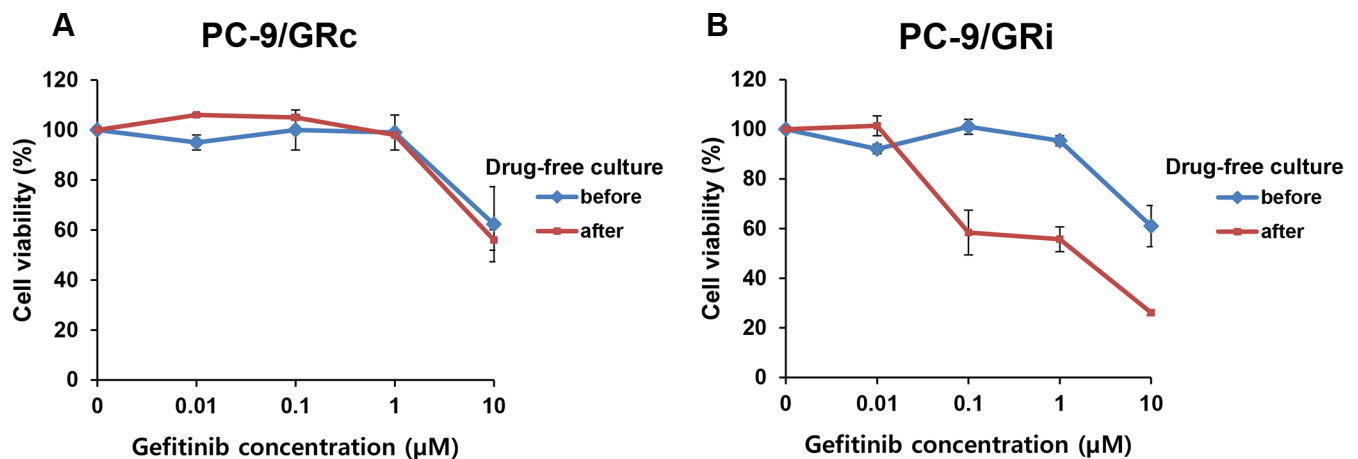 A
PC-9/GRc
120
100
80
60
40
20
0
Cell viability (%)
0 0.01 0.1 1 10
Gefitinib concentration (µM)
Drug-free culture
before
after
B
PC-9/GRi
120
100
80
60
40
20
0
Cell viability (%)
0 0.01 0.1 1 10
Gefitinib concentration (µM)
Drug-free culture
before
after